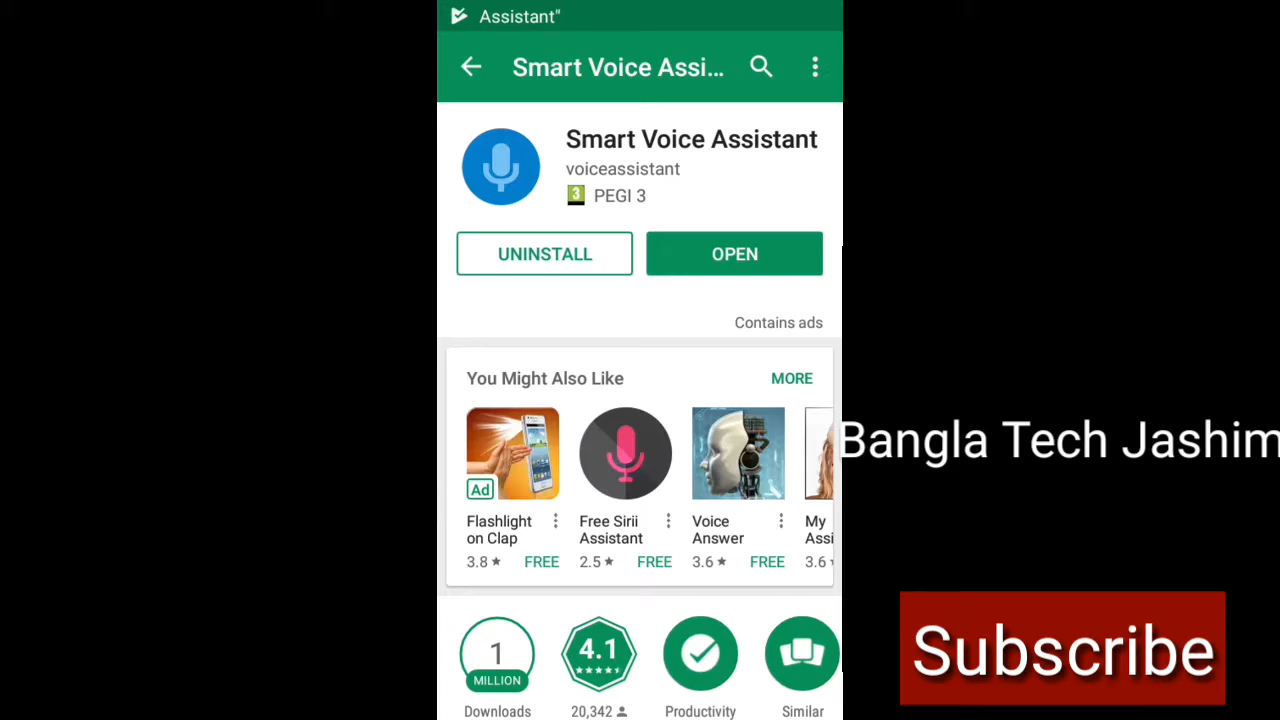 Assistant"
Smart Voice Assi...
Smart Voice Assistant
voiceassistant
3 PEGI 3
UNINSTALL
OPEN
Contains ads
You Might Also Like
MORE
Ad
Flashlight on Clap
3.8 FREE
Free Sirii Assistant
2.5 FREE
Voice Answer
3.6 FREE
My Assi
3.6
Bangla Tech Jashim
1 MILLION
Downloads
4.1
20,342
Productivity
Similar
Subscribe